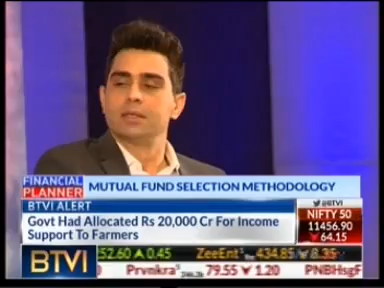 FINANCIAL
PLANNER
MUTUAL FUND SELECTION METHODOLOGY
BTVI ALERT
@BTVI
Govt Had Allocated Rs 20,000 Cr For Income
Support To Farmers
NIFTY 50
11456.90
64.15
BTVI
252.60 0.45
ZeeEnt
434.85 8.35
Prvnkra
79.55 1.20
PNBHsgF